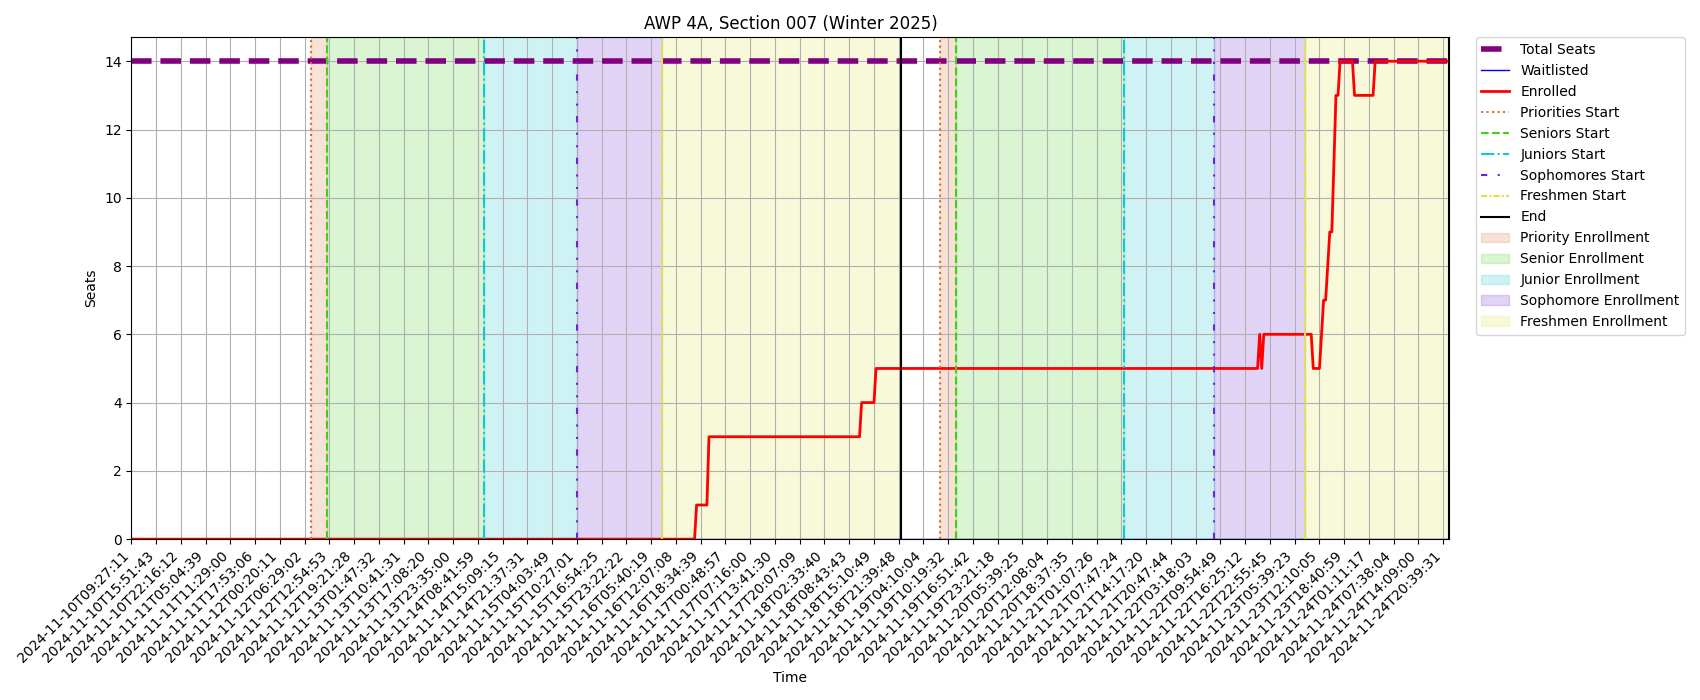 AWP 4A, Section 007 (Winter 2025)
Total Seats
Waitlisted
Enrolled
Priorities Start
Seniors Start
Juniors Start
Sophomores Start
Freshmen Start
End
Priority Enrollment
Senior Enrollment
Junior Enrollment
Sophomore Enrollment
Freshmen Enrollment
Seats
14
12
10
8
6
4
2
0
2024-11-10T09:27:11
2024-11-10T15:51:43
2024-11-10T22:16:12
2024-11-11T05:04:39
2024-11-11T11:29:00
2024-11-11T17:53:06
2024-11-12T00:20:11
2024-11-12T06:29:02
2024-11-12T12:54:53
2024-11-12T19:21:28
2024-11-13T01:47:32
2024-11-13T10:41:31
2024-11-13T17:08:20
2024-11-13T23:35:00
2024-11-14T08:41:59
2024-11-14T15:09:15
2024-11-14T21:37:31
2024-11-15T04:03:49
2024-11-15T10:27:01
2024-11-15T16:54:25
2024-11-15T23:22:22
2024-11-16T05:40:19
2024-11-16T12:07:08
2024-11-16T18:34:39
2024-11-17T00:48:57
2024-11-17T07:16:00
2024-11-17T13:41:30
2024-11-17T20:07:09
2024-11-18T02:33:40
2024-11-18T08:43:43
2024-11-18T15:10:49
2024-11-18T21:39:48
2024-11-19T04:10:04
2024-11-19T10:19:32
2024-11-19T16:51:42
2024-11-19T23:21:18
2024-11-20T05:39:25
2024-11-20T12:08:04
2024-11-20T18:37:35
2024-11-21T01:07:26
2024-11-21T07:47:24
2024-11-21T14:17:20
2024-11-21T20:47:44
2024-11-22T03:18:03
2024-11-22T09:54:49
2024-11-22T16:25:12
2024-11-22T22:55:45
2024-11-23T05:39:23
2024-11-23T12:10:05
2024-11-23T18:40:59
2024-11-24T01:11:17
2024-11-24T07:38:04
2024-11-24T14:09:00
2024-11-24T20:39:31
Time